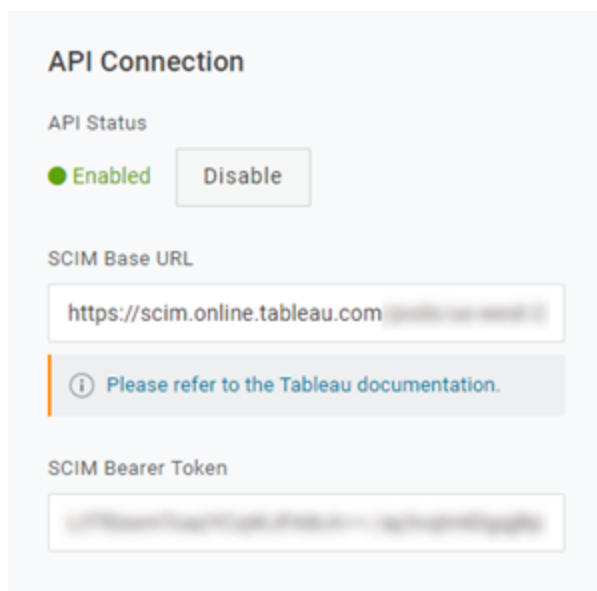 API Connection
API Status
Enabled
Disable
SCIM Base URL
https://scim.online.tableau.com
Please refer to the Tableau documentation.
SCIM Bearer Token